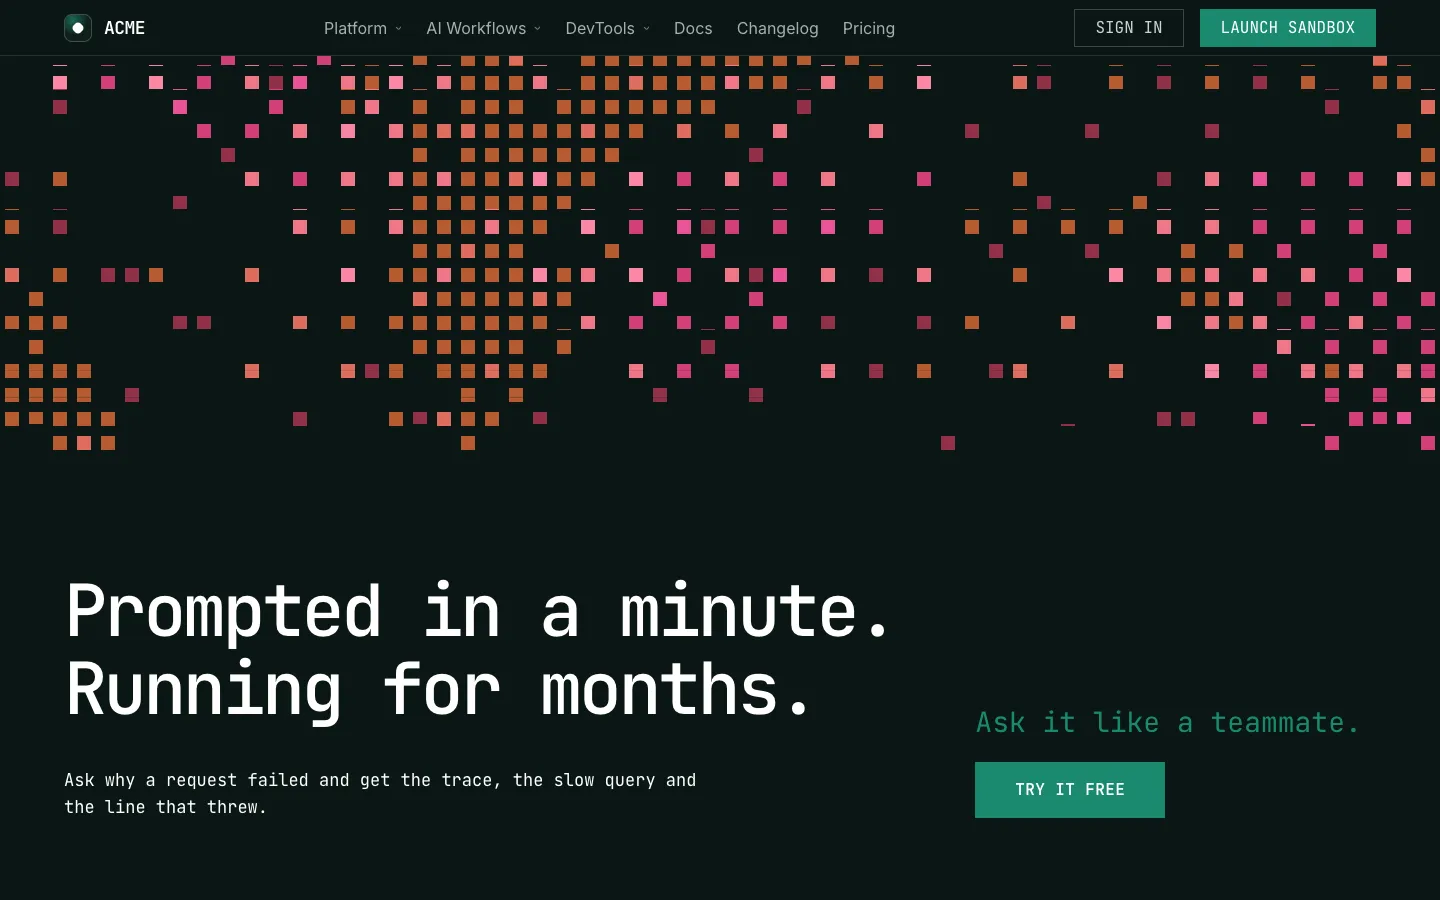 ACME
Platform
AI Workflows
DevTools
Docs
Changelog
Pricing
SIGN IN
LAUNCH SANDBOX
Prompted in a minute.
Running for months.
Ask why a request failed and get the trace, the slow query and
the line that threw.
Ask it like a teammate.
TRY IT FREE